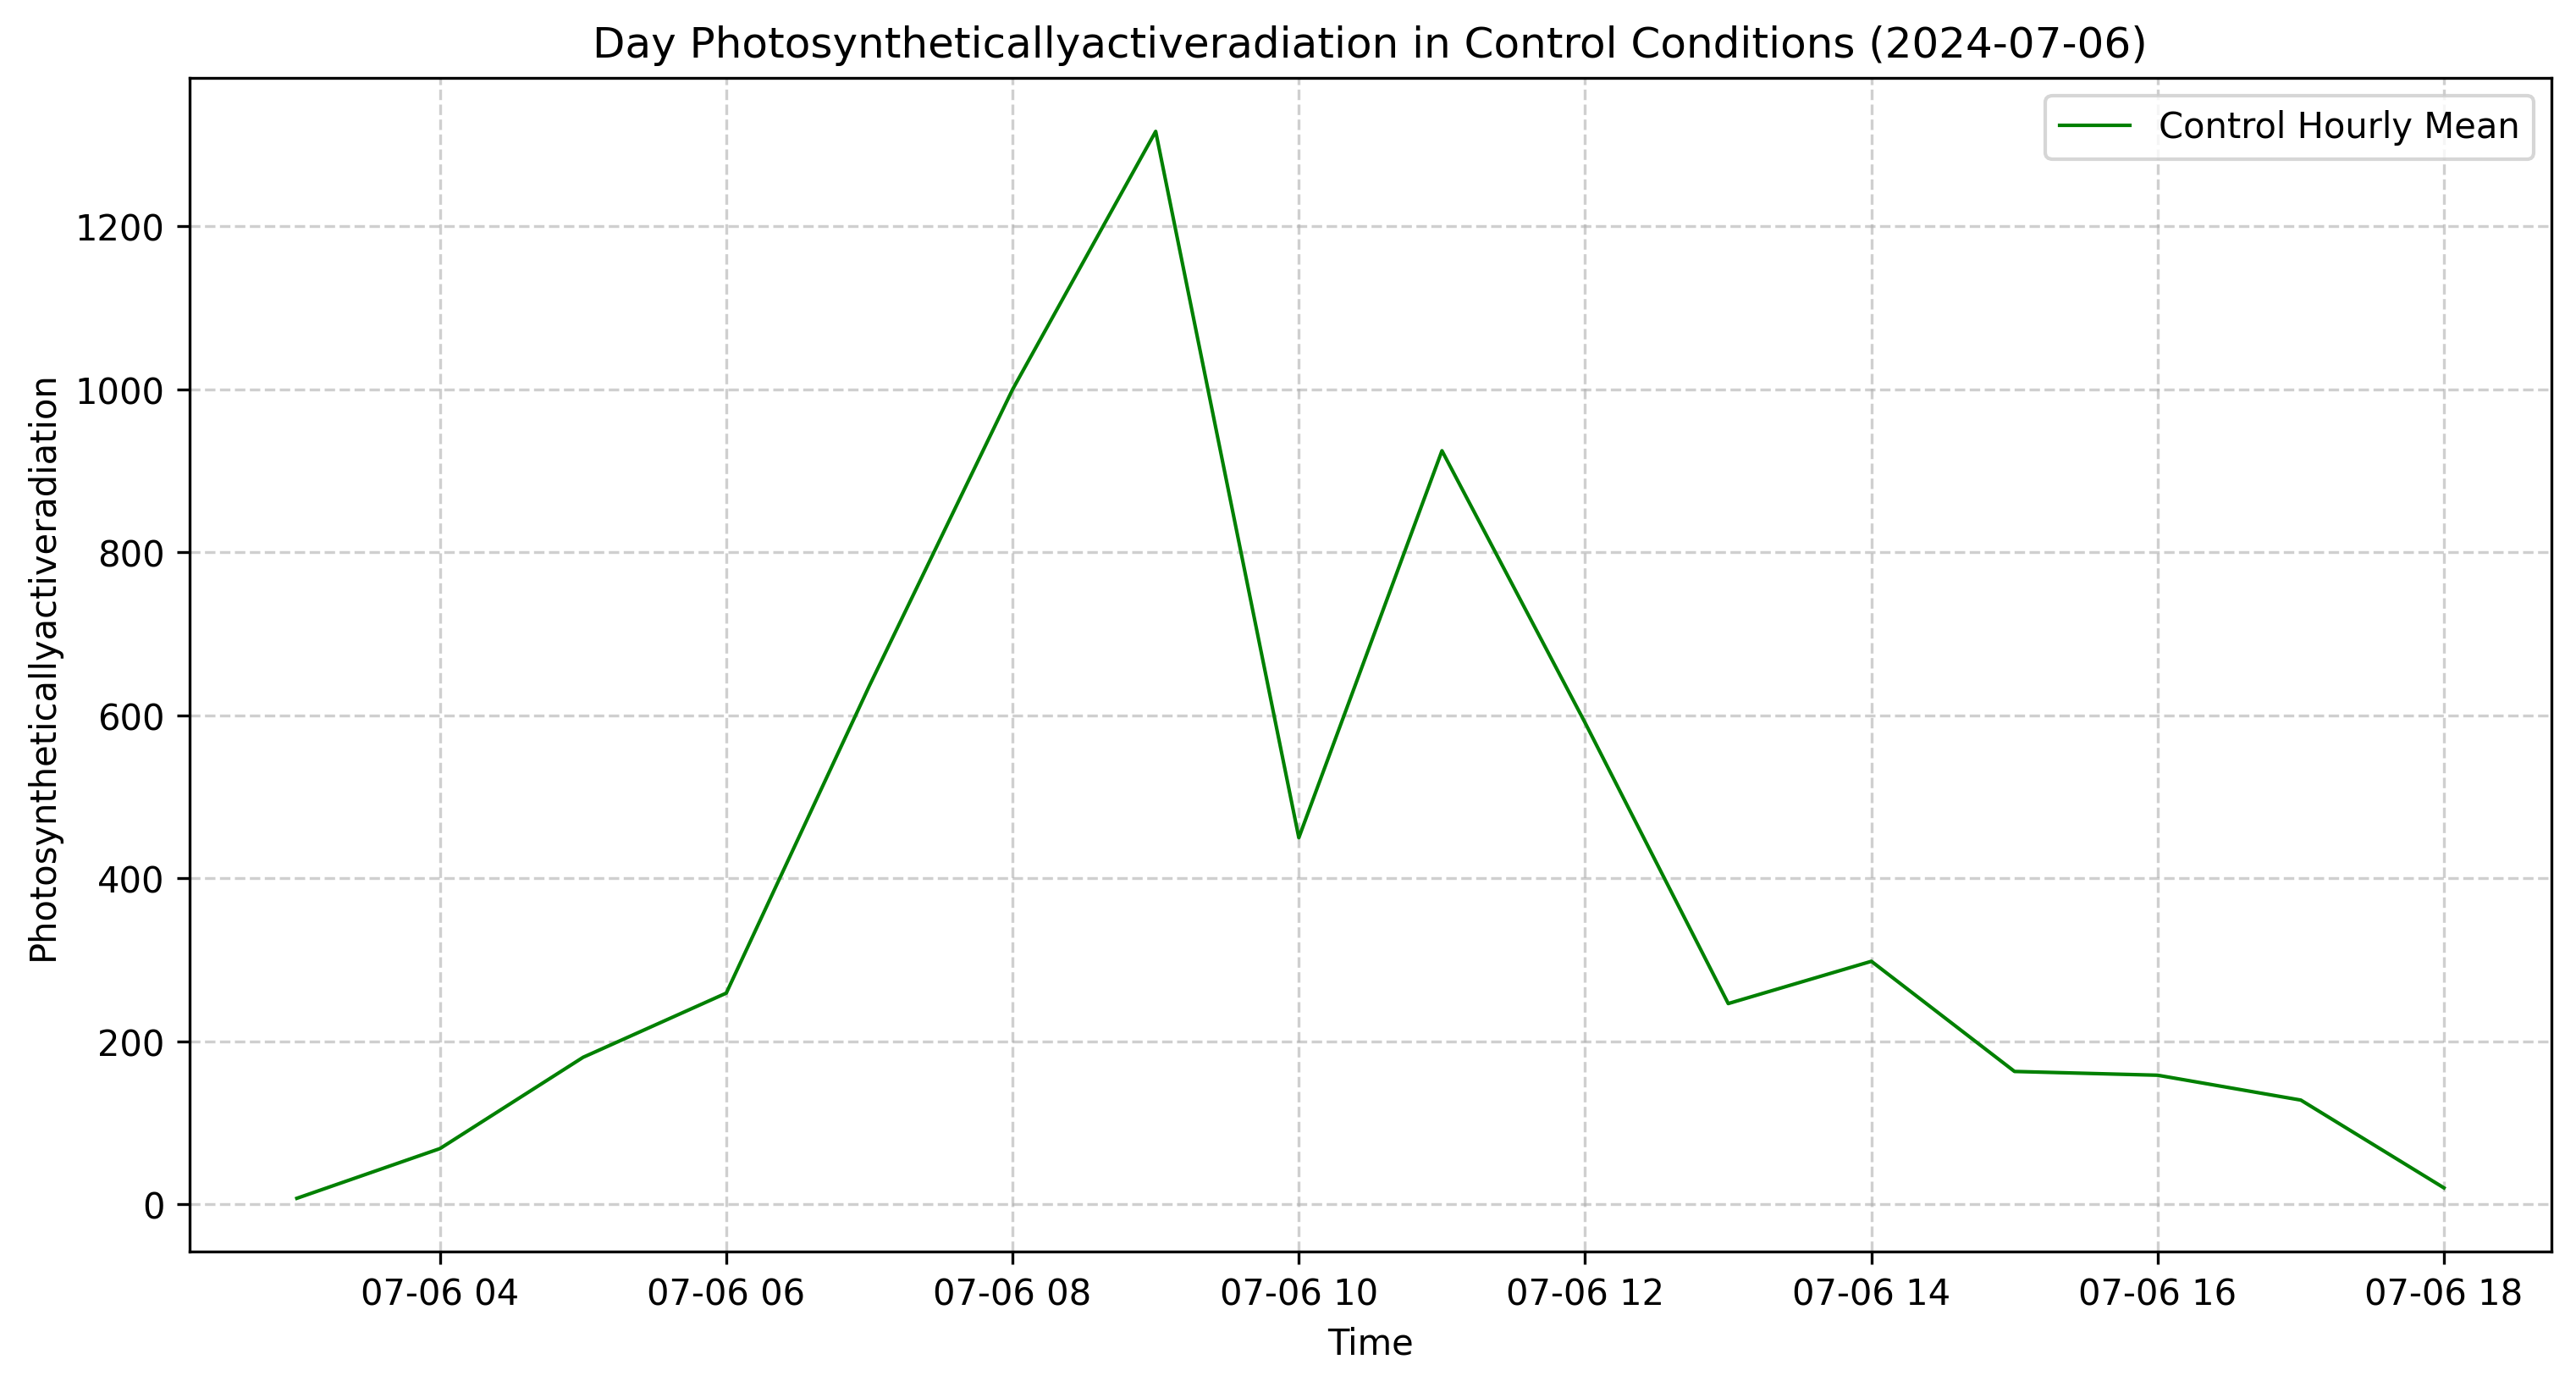 Day Photosyntheticallyactiveradiation in Control Conditions (2024-07-06)
Control Hourly Mean
Photosyntheticallyactiveradiation
1200
1000
800
600
400
200
0
07-06 04 07-06 06 07-06 08 07-06 10 07-06 12 07-06 14 07-06 16 07-06 18
Time